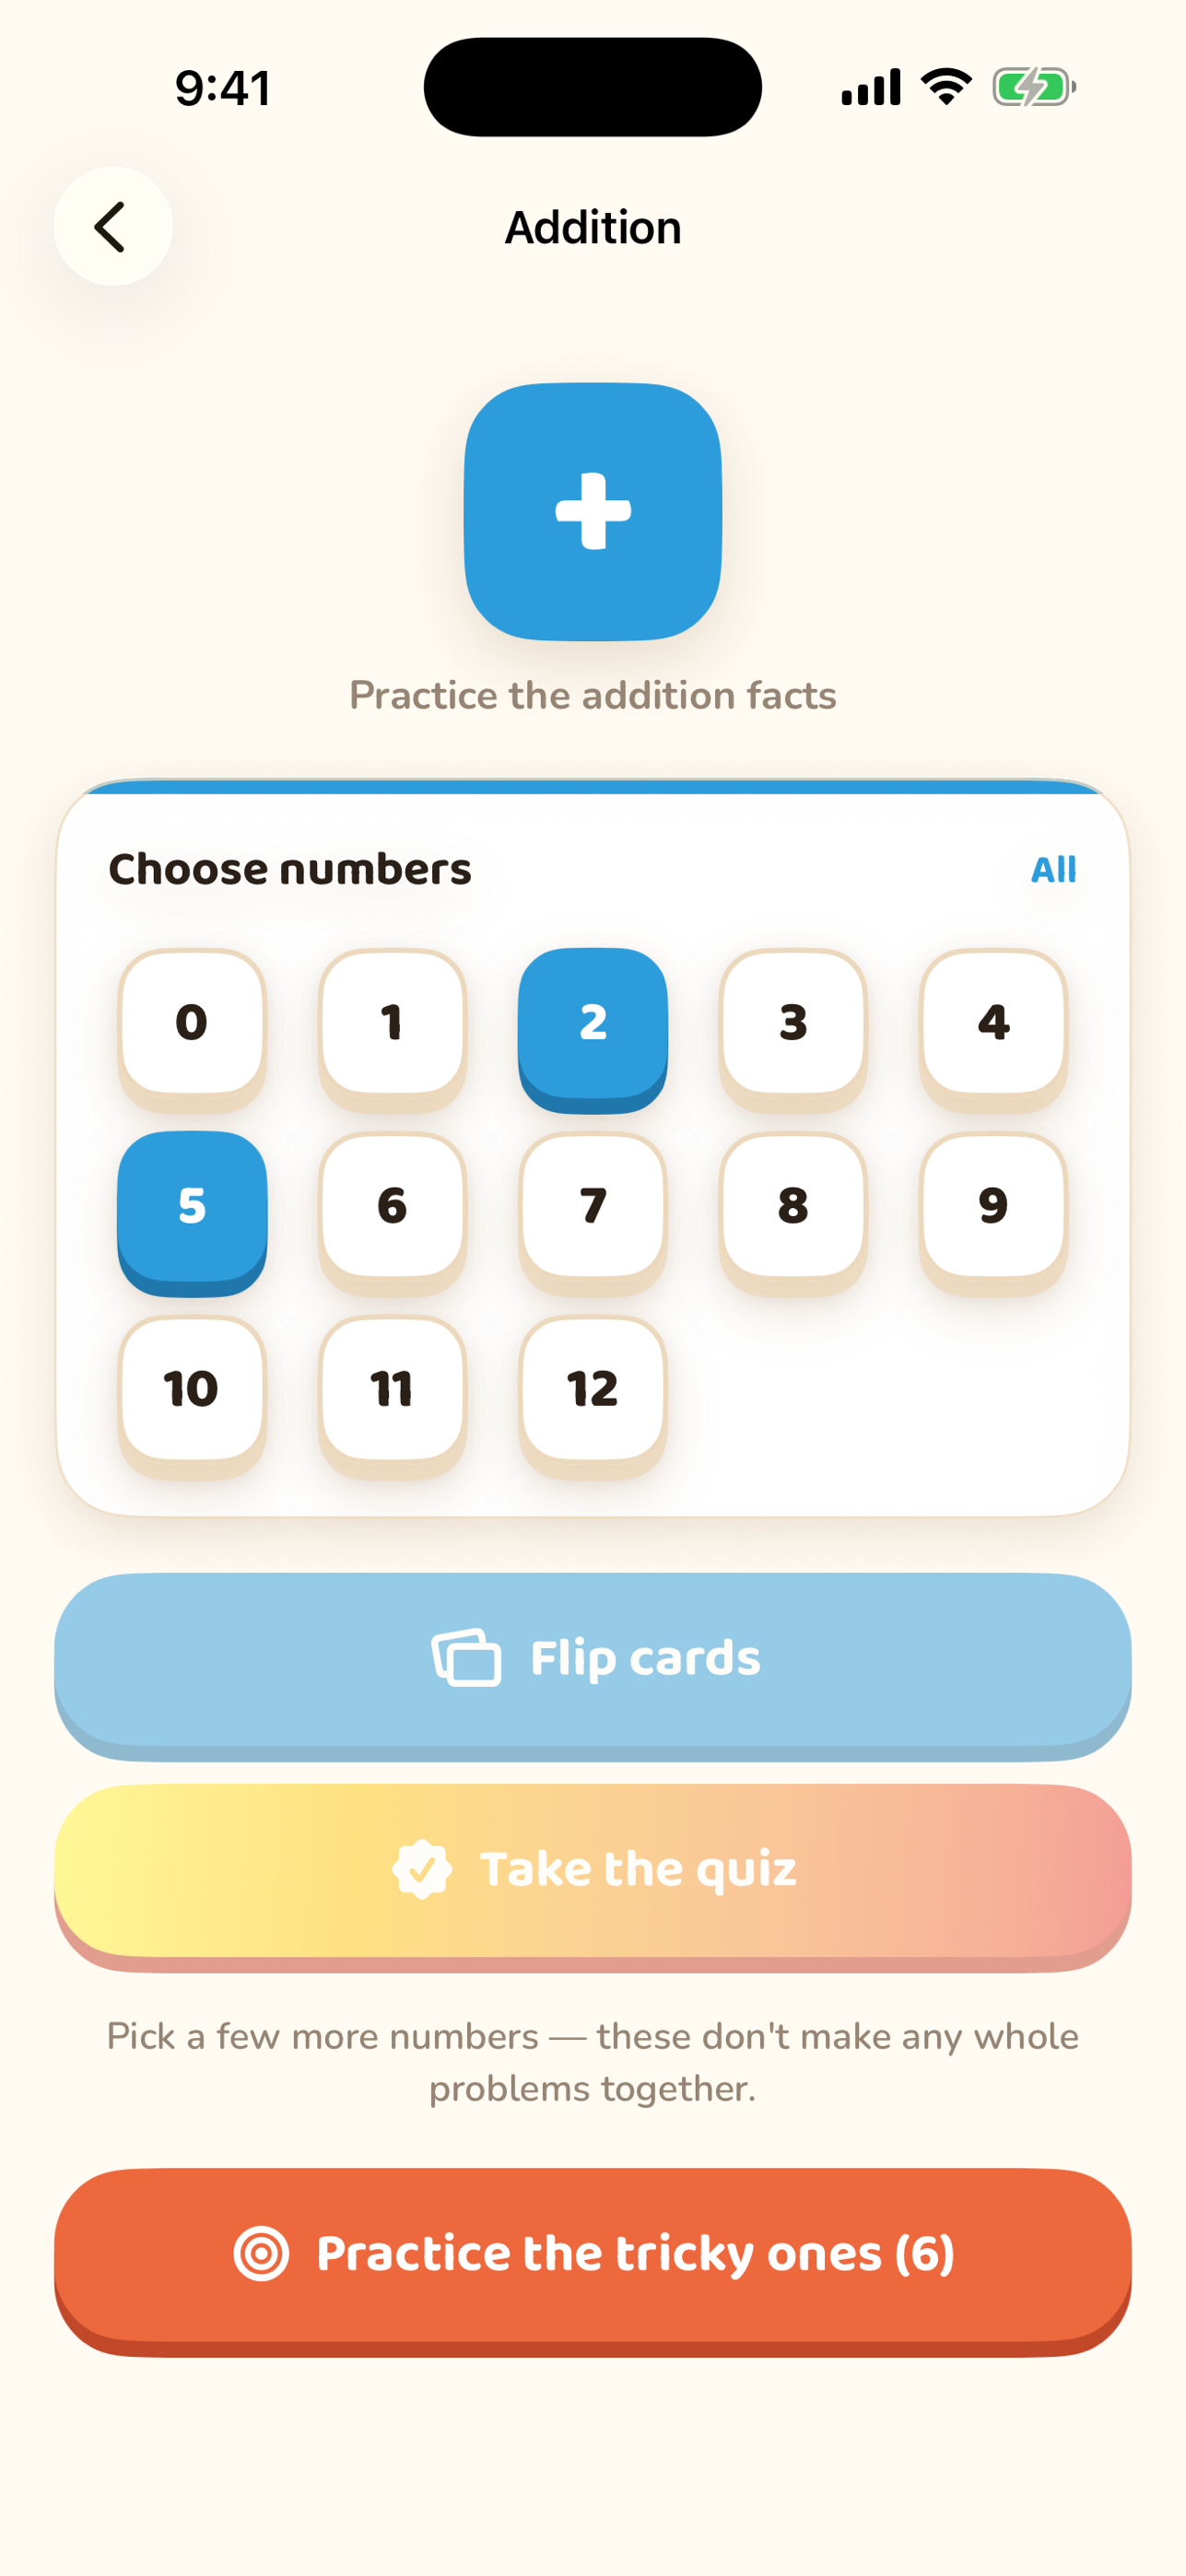 9:41
Addition
+
Practice the addition facts
Choose numbers
All
0 1 2 3 4
5 6 7 8 9
10 11 12
Flip cards
Take the quiz
Pick a few more numbers — these don't make any whole
problems together.
Practice the tricky ones (6)